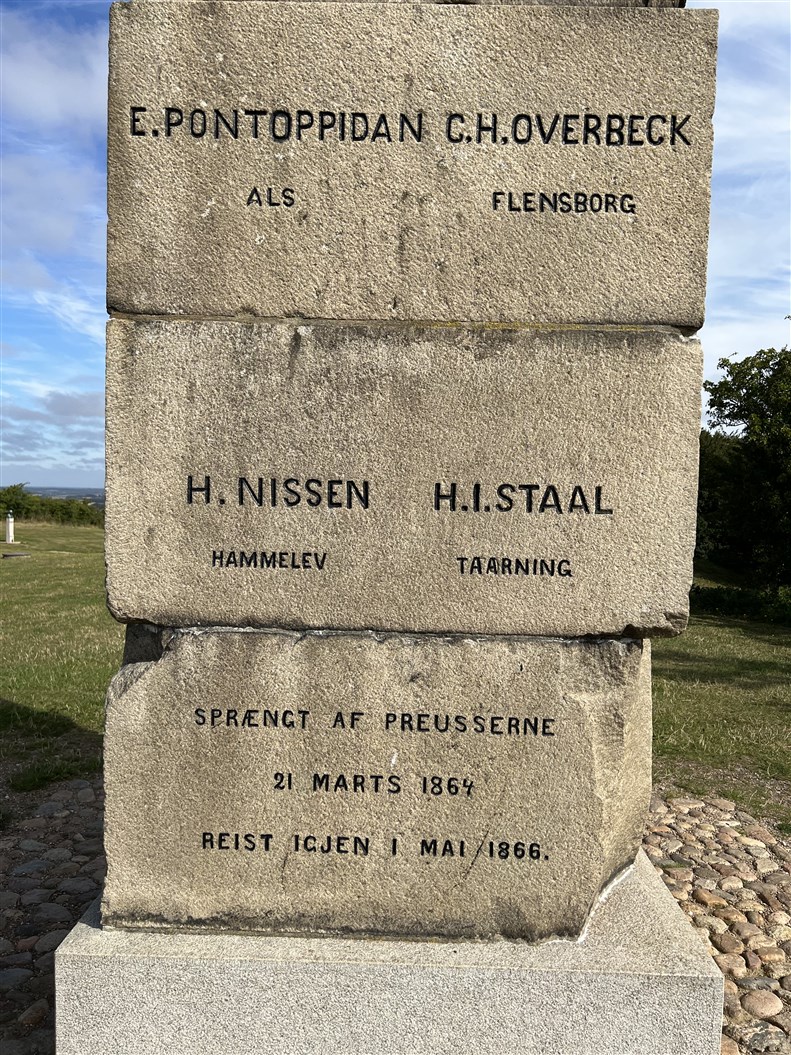 E. PONTOPPIDAN C.H. OVERBECK
ALS FLENSBORG
H. NISSEN H.I. STAAL
HAMMELEV TAARNING
SPRÆNGT AF PREUSSERNE
21 MARTS 1864
REIST IGJEN 1 MAI 1866.